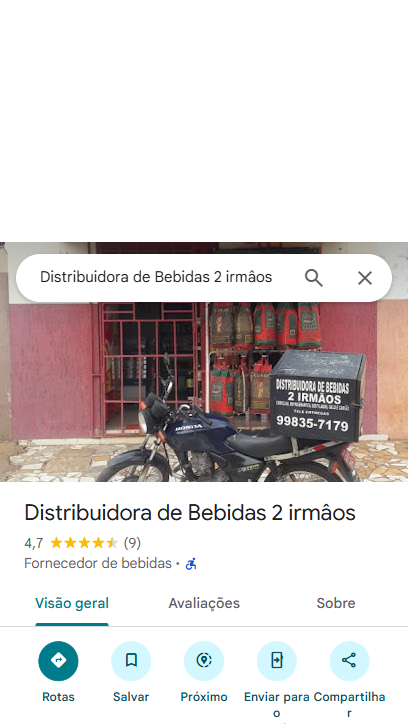 Distribuidora de Bebidas 2 irmâos
DISTRIBUIDORA DE BEBIDAS
2 IRMÃOS
TELE ENTREGAS
99835-7179
HONDA
Distribuidora de Bebidas 2 irmâos
4,7 (9)
Fornecedor de bebidas ·
Visão geral Avaliações Sobre
Rotas Salvar Próximo Enviar para o Compartilhar